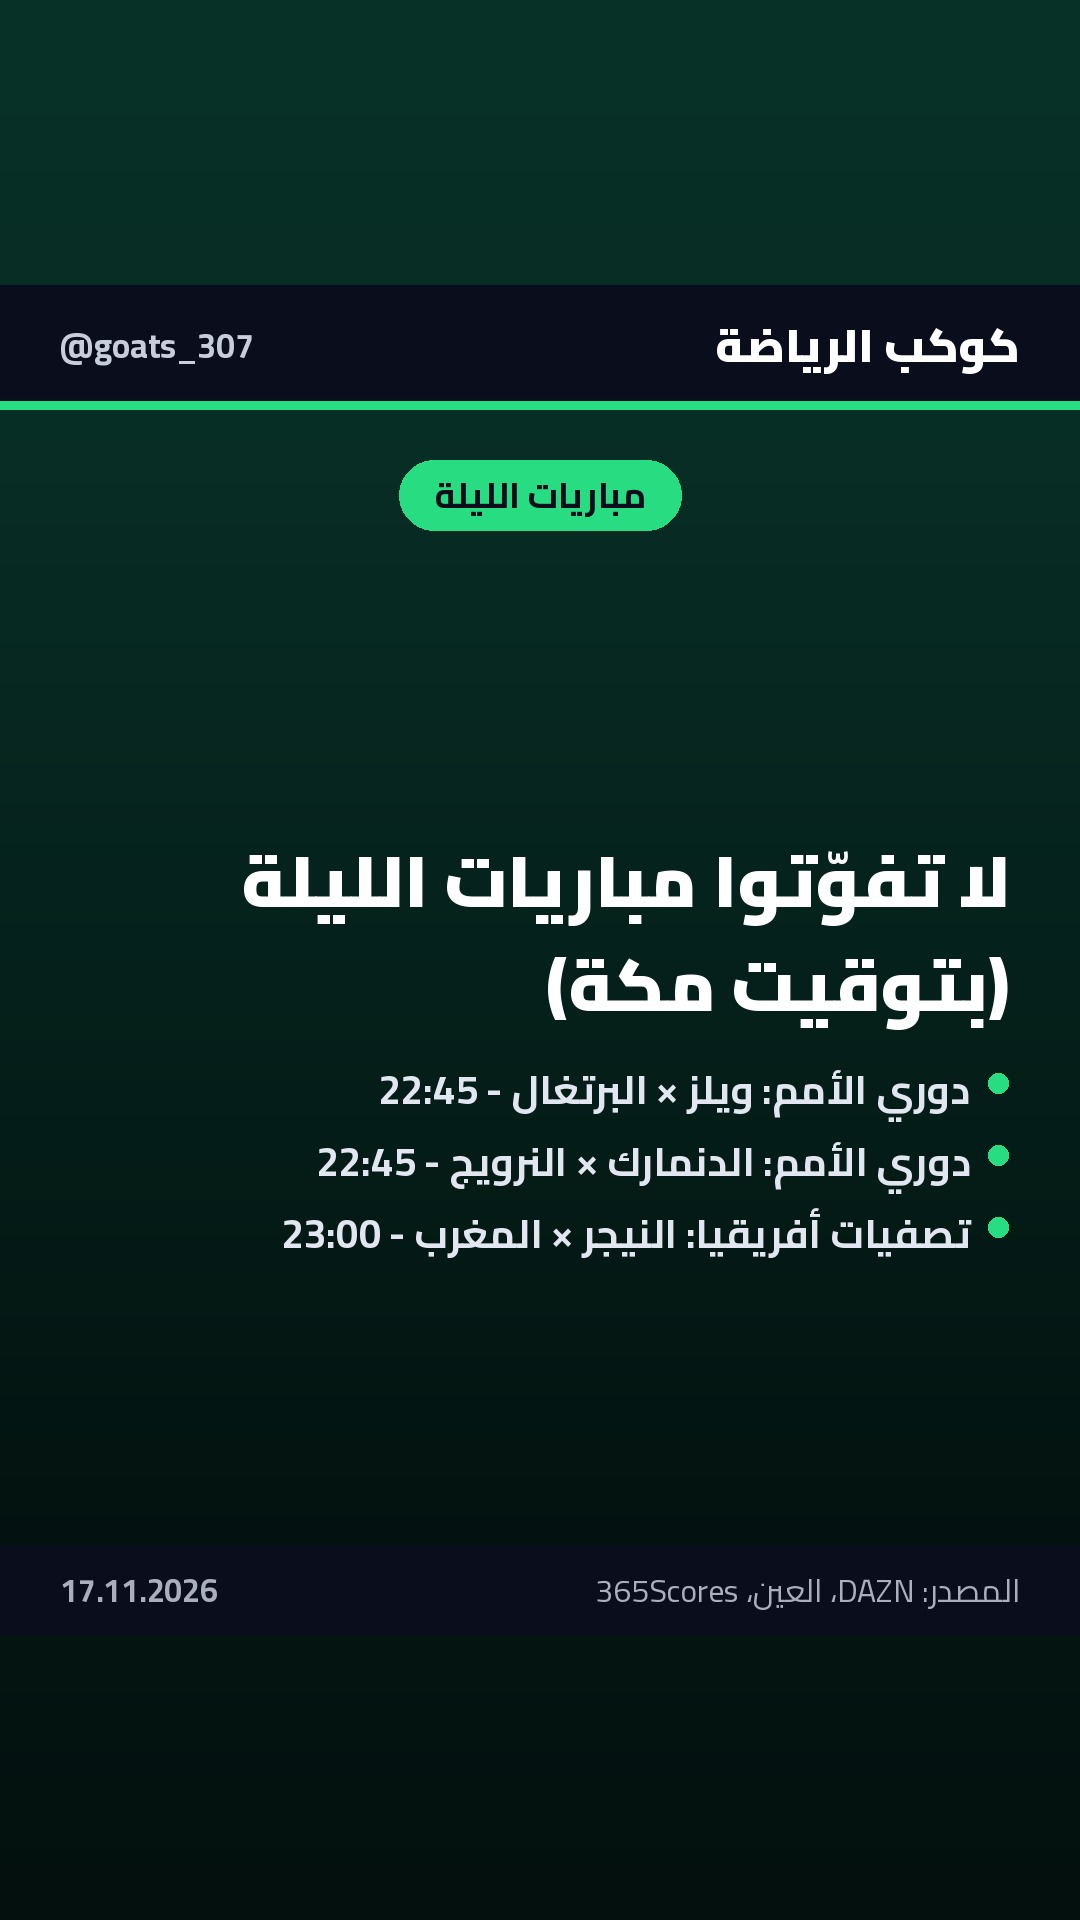 كوكب الرياضة
@goats_307
مباريات الليلة
لا تفوّتوا مباريات الليلة
(بتوقيت مكة)
دوري الأمم: ويلز × البرتغال - 22:45
دوري الأمم: الدنمارك × النرويج - 22:45
تصفيات أفريقيا: النيجر × المغرب - 23:00
المصدر: DAZN، العين، 365Scores
17.11.2026